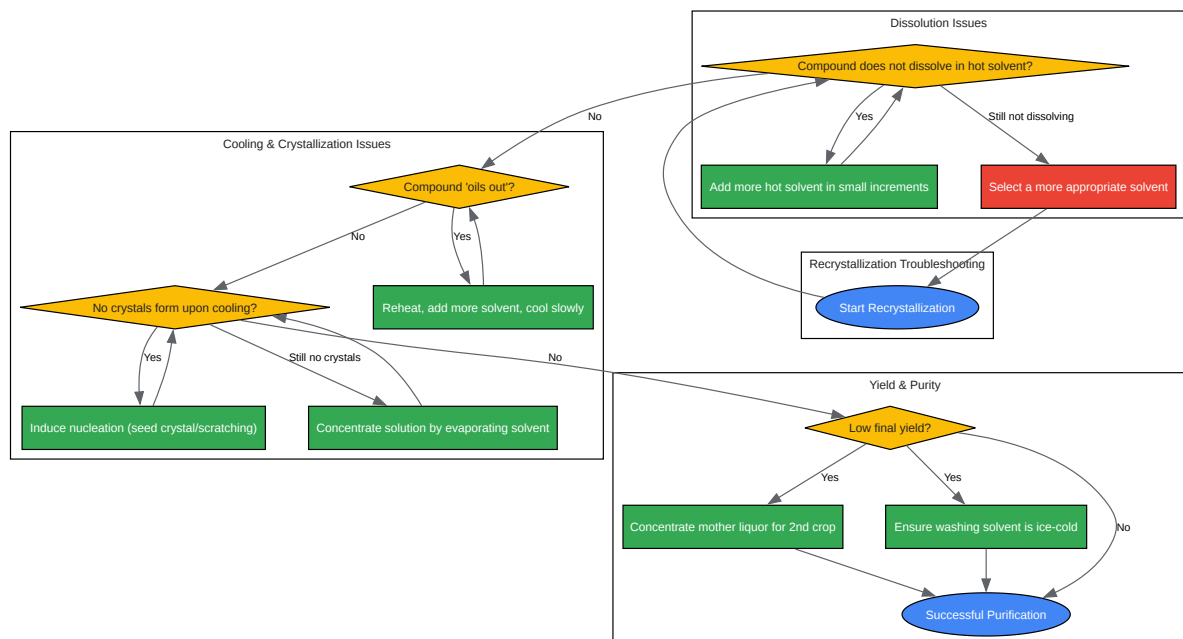 Dissolution Issues
Compound does not dissolve in hot solvent?
No
Yes
Still not dissolving
Add more hot solvent in small increments
Select a more appropriate solvent
Cooling & Crystallization Issues
Compound 'oils out'?
No
Yes
No crystals form upon cooling?
Reheat, add more solvent, cool slowly
Yes
Still no crystals
No
Induce nucleation (seed crystal/scratching)
Concentrate solution by evaporating solvent
Recrystallization Troubleshooting
Start Recrystallization
Yield & Purity
Low final yield?
Yes
Yes
No
Concentrate mother liquor for 2nd crop
Ensure washing solvent is ice-cold
Successful Purification